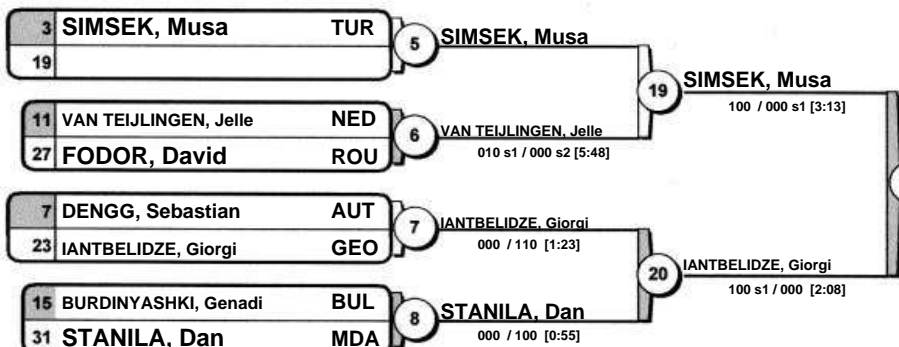 3 SIMSEK, Musa TUR
19
5
SIMSEK, Musa
11 VAN TEIJLINGEN, Jelle NED
27 FODOR, David ROU
6
VAN TEIJLINGEN, Jelle
010 s1 / 000 s2 [5:48]
19
SIMSEK, Musa
100 / 000 s1 [3:13]
7 DENGG, Sebastian AUT
23 IANTBELIDZE, Giorgi GEO
7
IANTBELIDZE, Giorgi
000 / 110 [1:23]
15 BURDINYASHKI, Genadi BUL
31 STANILA, Dan MDA
8
STANILA, Dan
000 / 100 [0:55]
20
IANTBELIDZE, Giorgi
100 s1 / 000 [2:08]